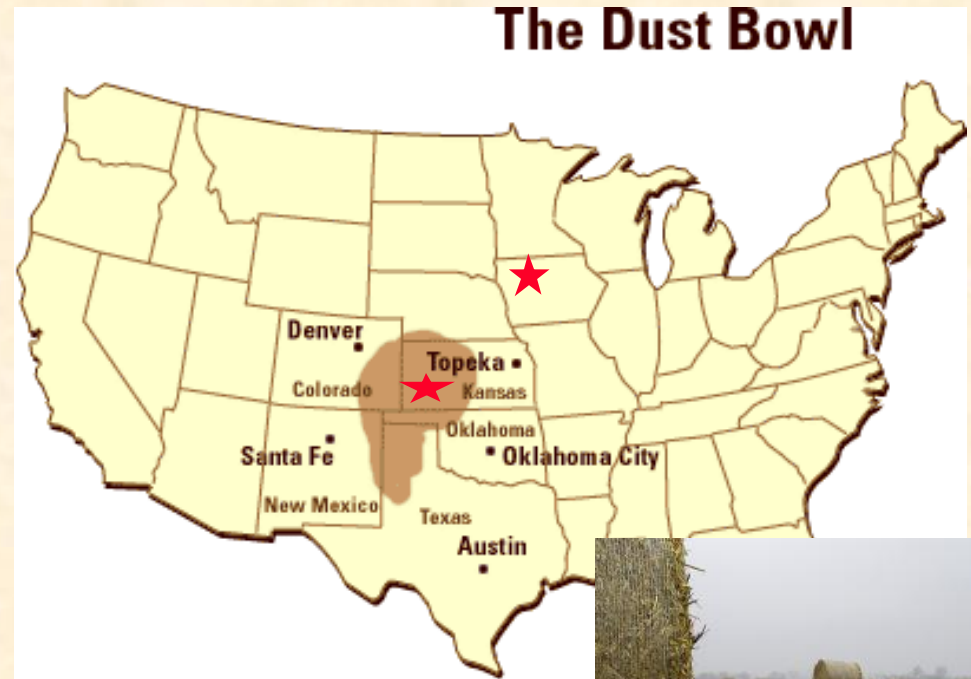 The Dust Bowl
Denver
Topeka
Colorado
Kansas
Oklahoma
Santa Fe
Oklahoma City
New Mexico
Texas
Austin